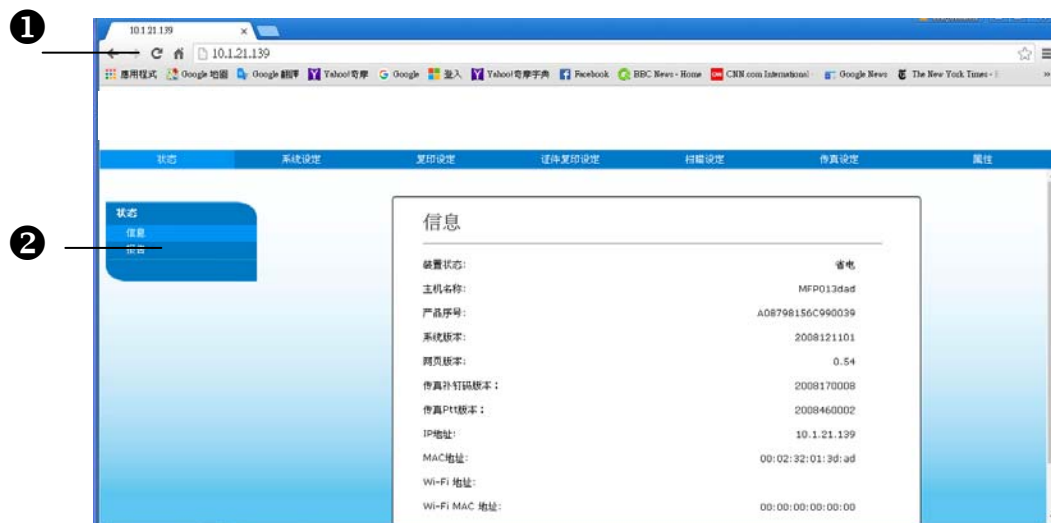 ❶
10.1.21.139 ×
10.1.21.139
應用程式 Google 地圖 Google 翻譯 Yahoo!奇摩 Google 登入 Yahoo!奇摩字典 Facebook BBC News - Home CNN.com International Google News The New York Times -
状态 系统设定 复印设定 证件复印设定 扫瞄设定 传真设定 属性
状态
信息
❷
报告
信息
装置状态: 省电
主机名称: MFP013dad
产品序号: A08798156C990039
系统版本: 2008121101
网页版本: 0.54
传真补钉码版本: 2008170008
传真Ptt版本: 2008460002
IP地址: 10.1.21.139
MAC地址: 00:02:32:01:3d:ad
Wi-Fi 地址:
Wi-Fi MAC 地址: 00:00:00:00:00:00